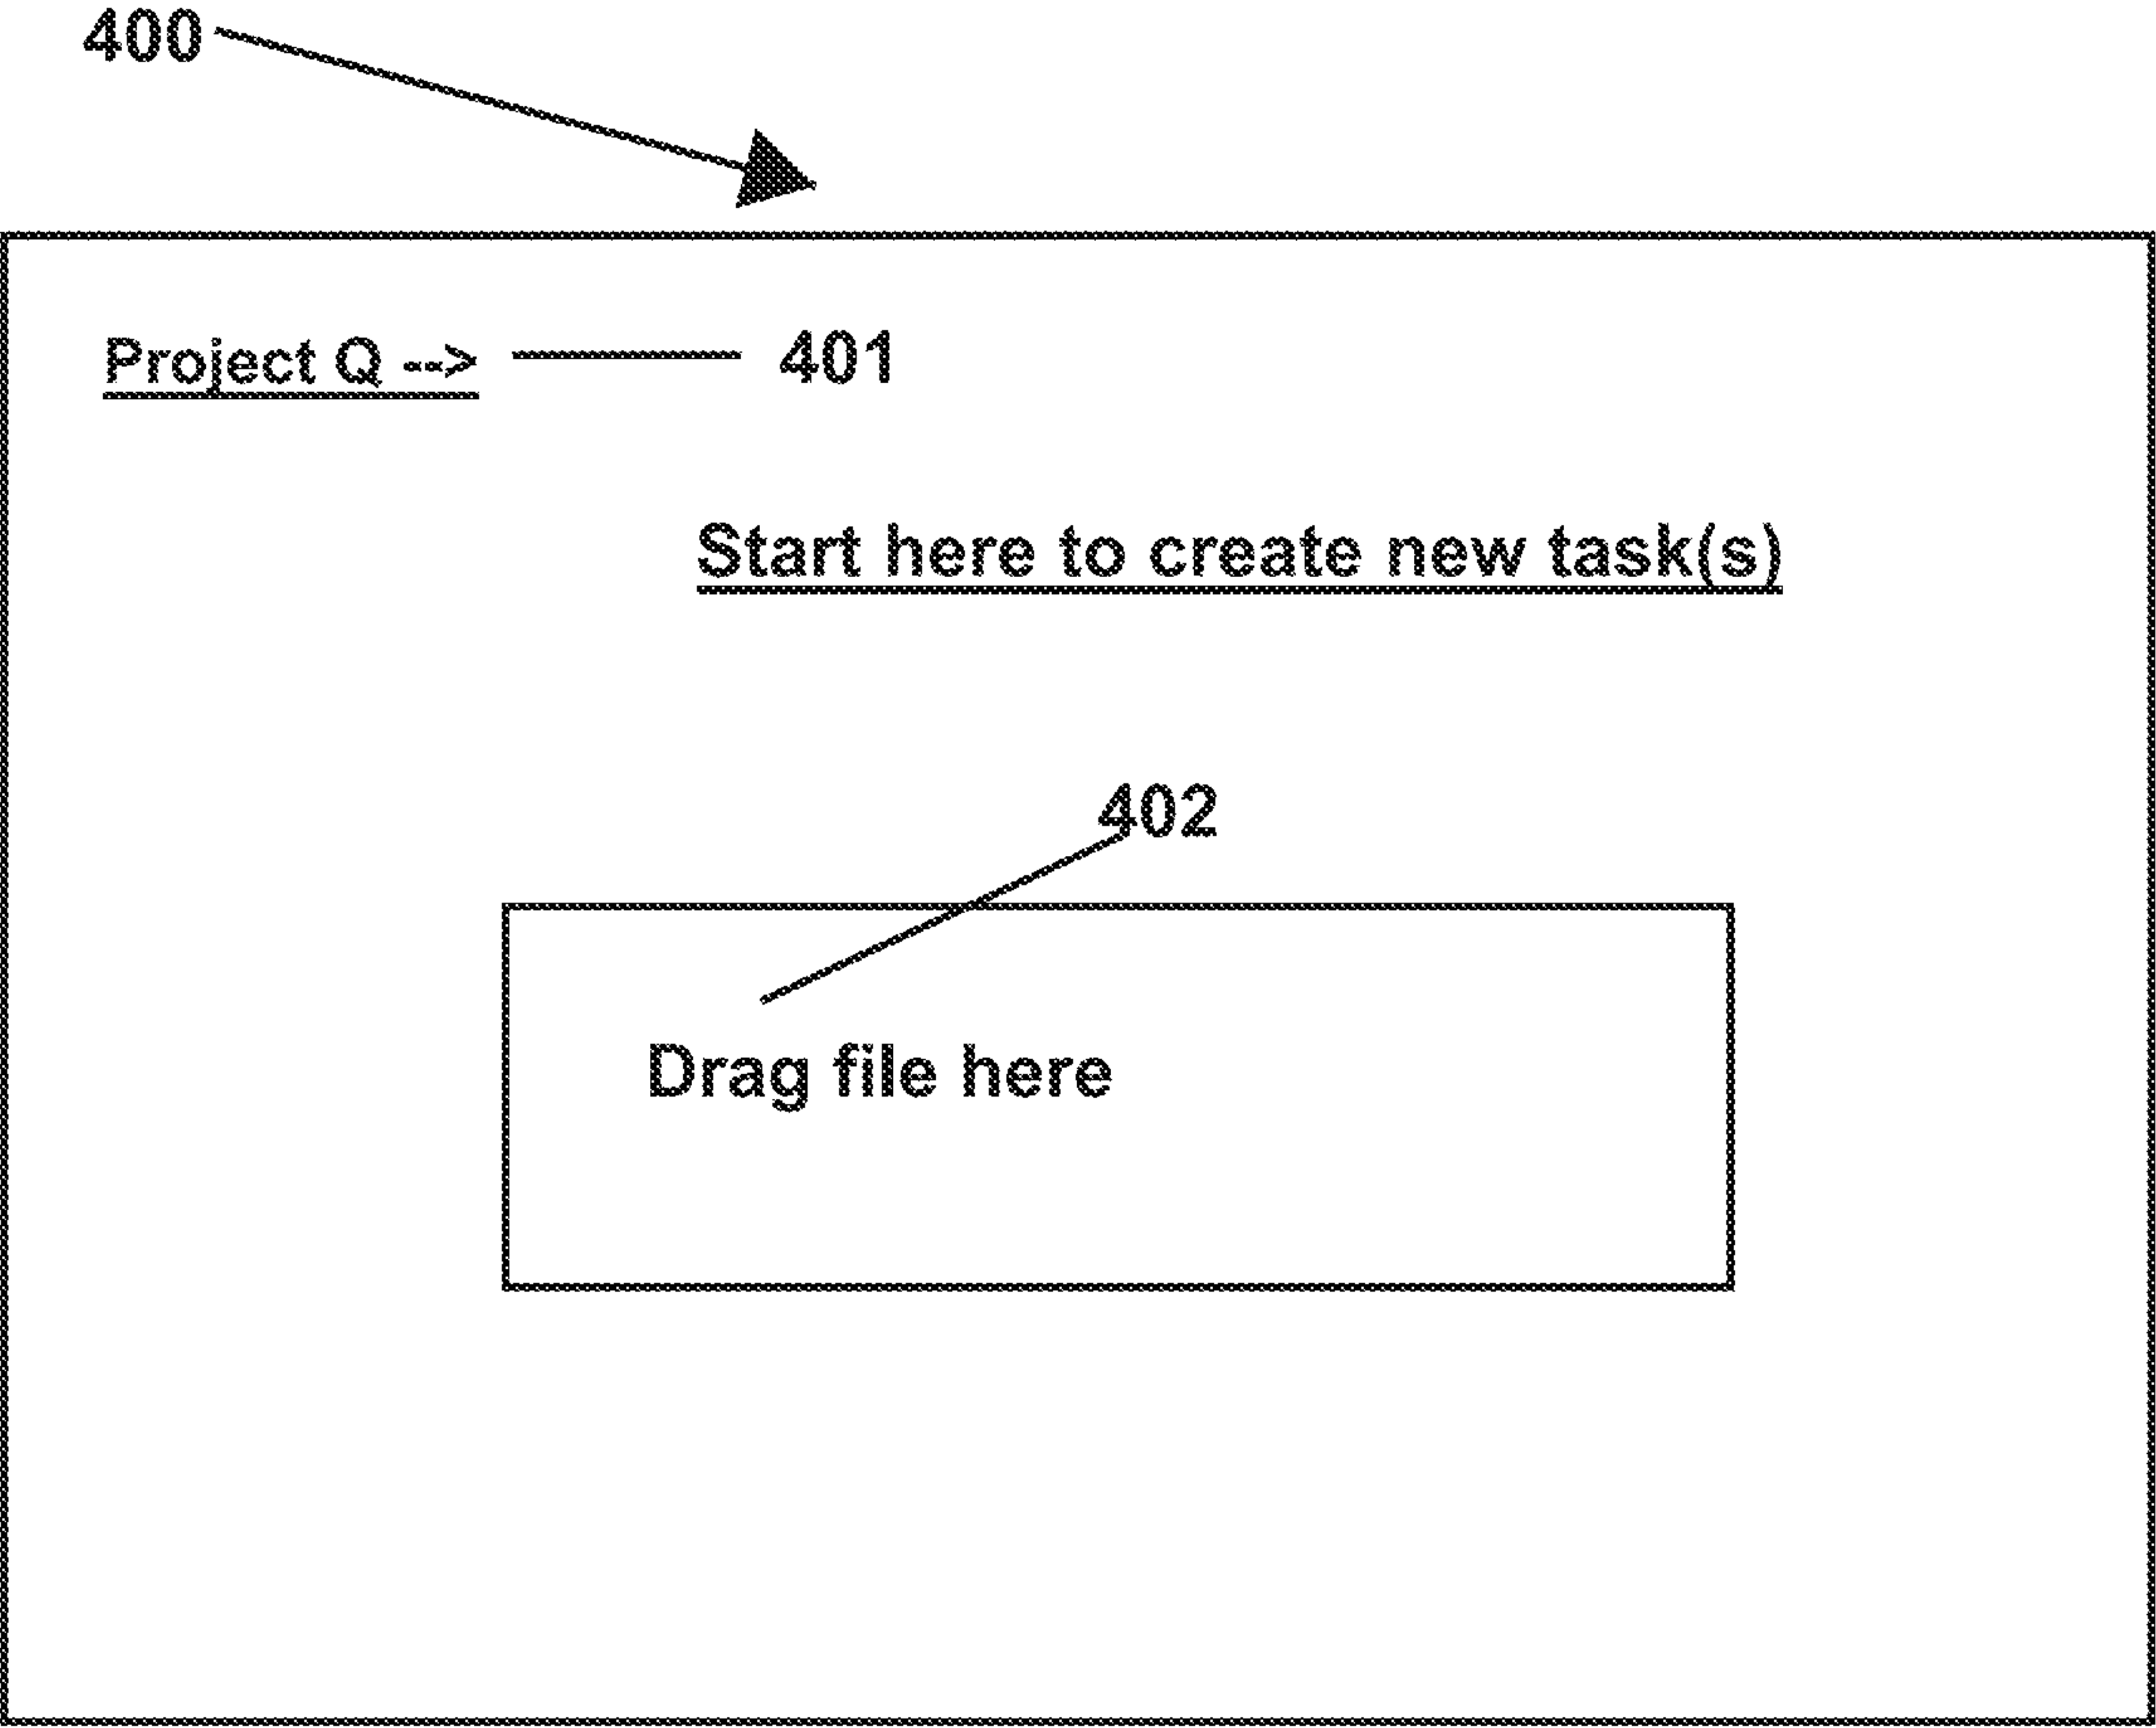 400
Project Q --> 401
Start here to create new task(s)
402
Drag file here